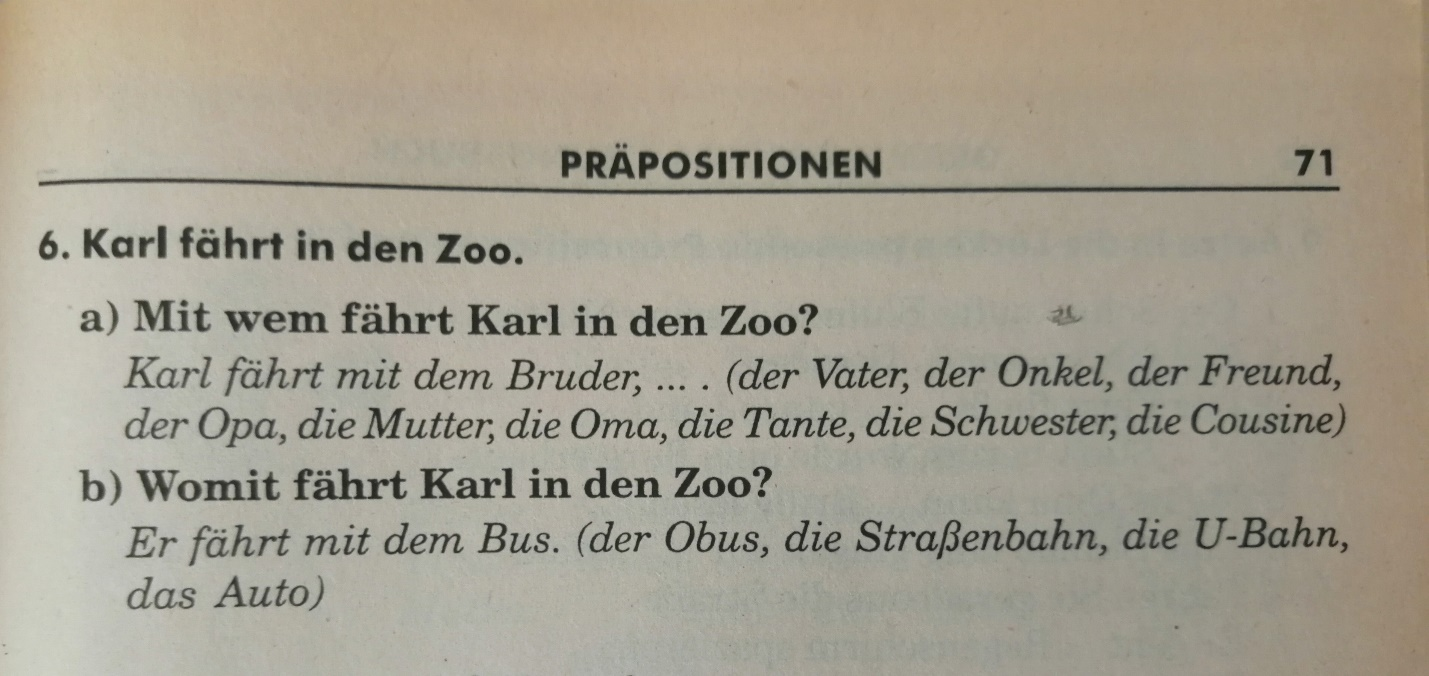 PRÄPOSITIONEN 71
6. Karl fährt in den Zoo.
a) Mit wem fährt Karl in den Zoo?
Karl fährt mit dem Bruder, ... . (der Vater, der Onkel, der Freund,
der Opa, die Mutter, die Oma, die Tante, die Schwester, die Cousine)
b) Womit fährt Karl in den Zoo?
Er fährt mit dem Bus. (der Obus, die Straßenbahn, die U-Bahn,
das Auto)